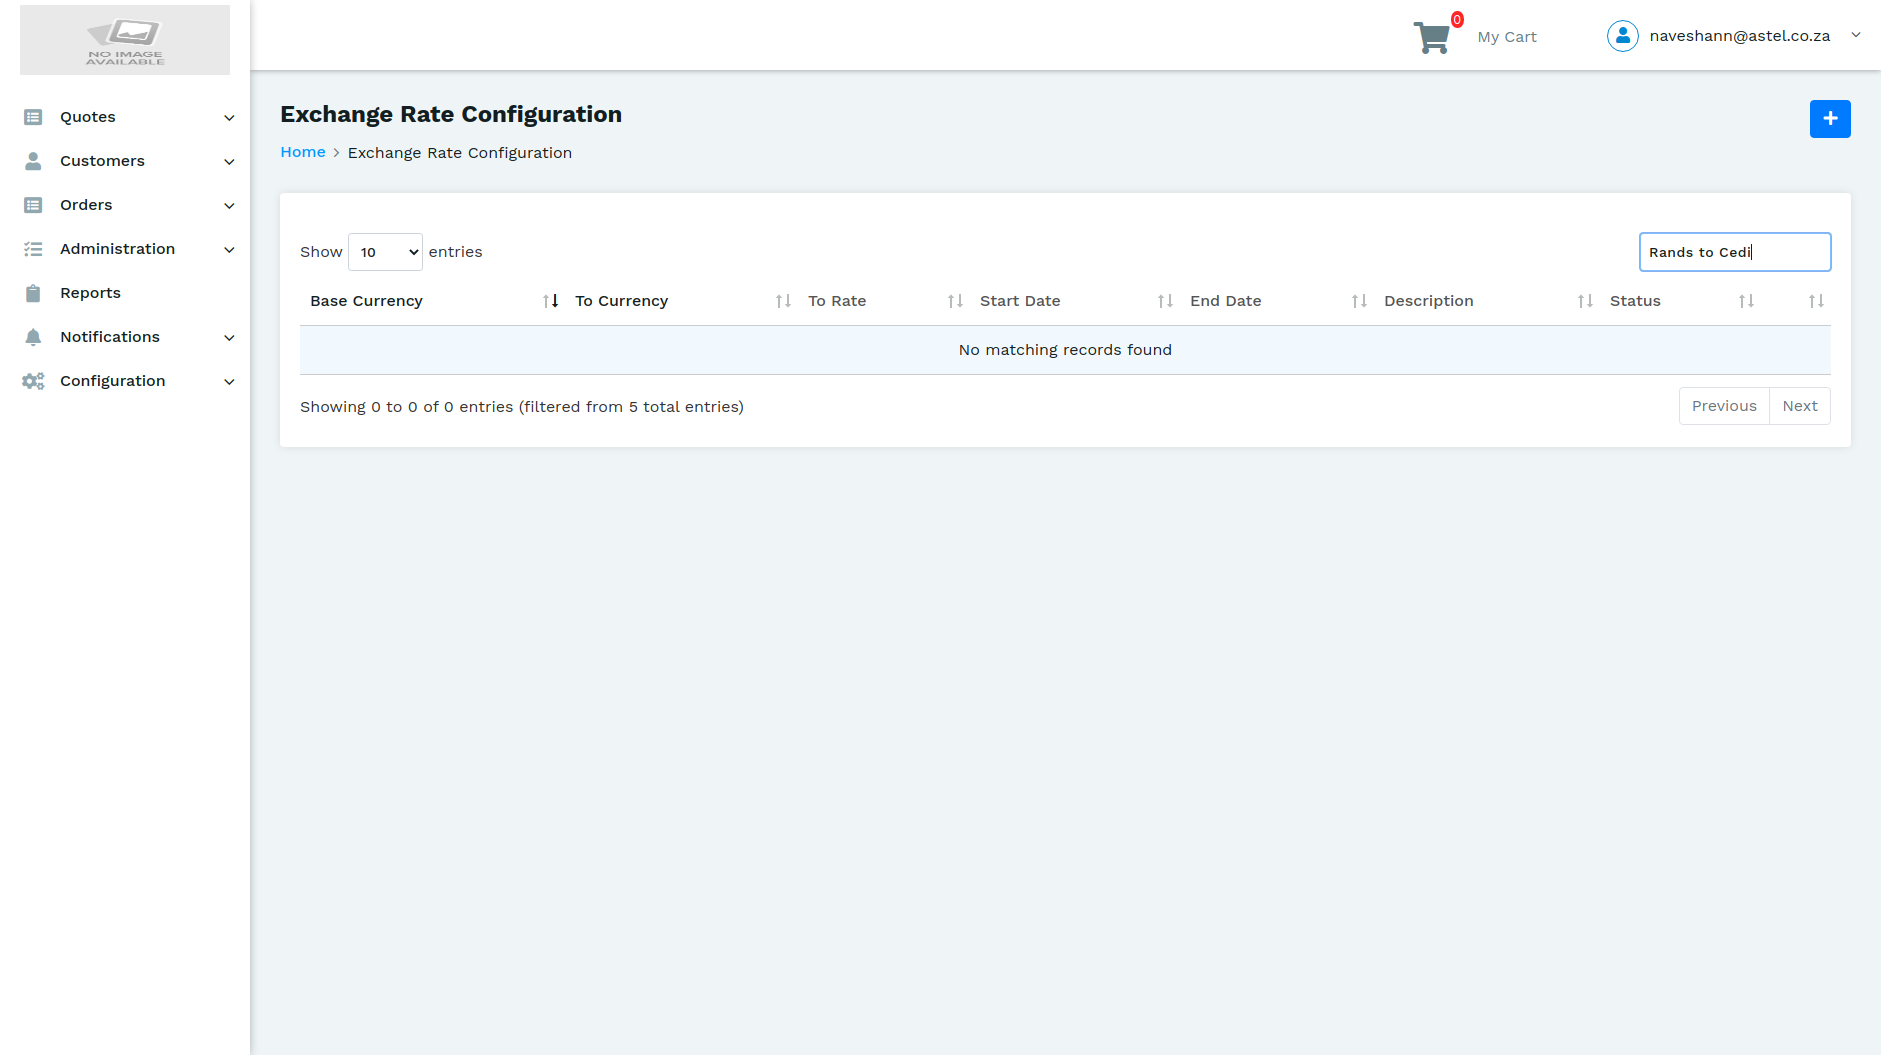 NO IMAGE
AVAILABLE
0
My Cart
naveshann@astel.co.za
Quotes
Customers
Orders
Administration
Reports
Notifications
Configuration
Exchange Rate Configuration
Home > Exchange Rate Configuration
Show 10 entries
Rands to Cedi
Base Currency To Currency To Rate Start Date End Date Description Status
No matching records found
Showing 0 to 0 of 0 entries (filtered from 5 total entries)
Previous Next